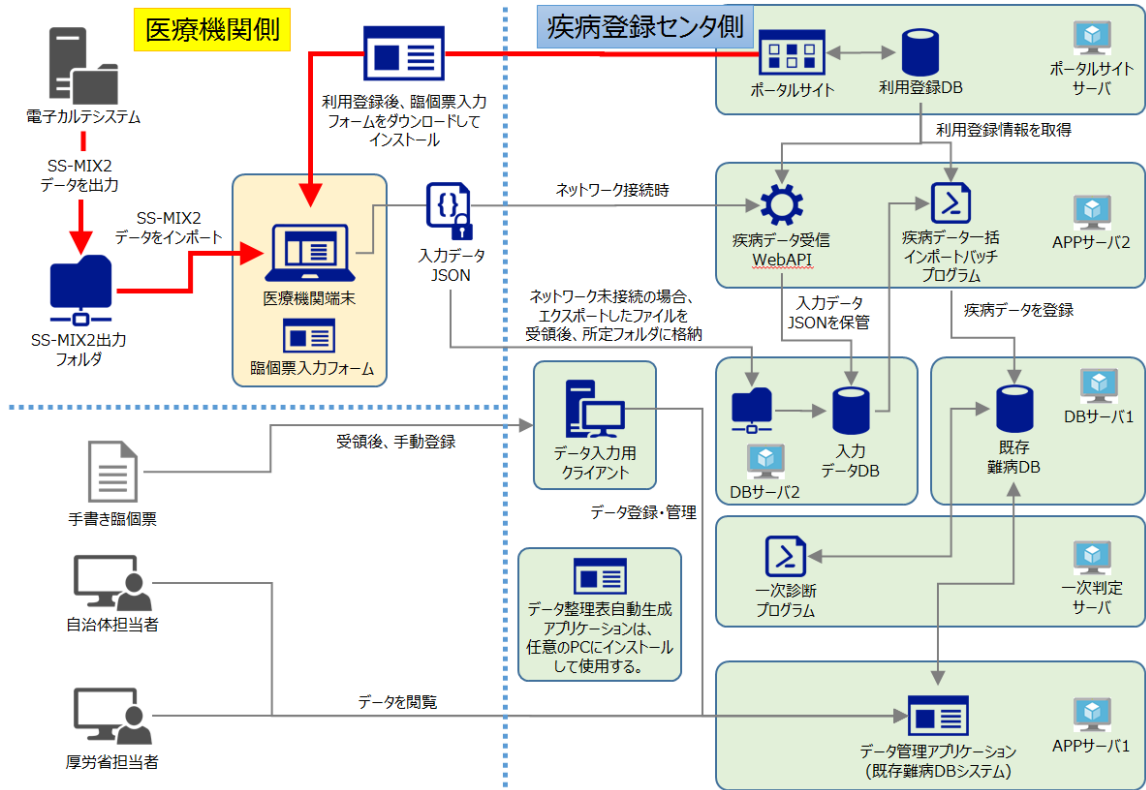 医療機関側
疾病登録センタ側
電子カルテシステム
SS-MIX2
データを出力
利用登録後、臨個票入力
フォームをダウンロードして
インストール
ポータルサイト
利用登録DB
ポータルサイト
サーバ
利用登録情報を取得
SS-MIX2
データをインポート
SS-MIX2出力
フォルダ
医療機関端末
臨個票入力フォーム
{}
入力データ
JSON
ネットワーク接続時
疾病データ受信
WebAPI
疾病データ一括
インポートバッチ
プログラム
APPサーバ2
ネットワーク未接続の場合、
エクスポートしたファイルを
受領後、所定フォルダに格納
入力データ
JSONを保管
疾病データを登録
受領後、手動登録
データ入力用
クライアント
DBサーバ2
入力
データDB
既存
難病DB
DBサーバ1
手書き臨個票
データ登録・管理
自治体担当者
データ整理表自動生成
アプリケーションは、
任意のPCにインストール
して使用する。
一次診断
プログラム
一次判定
サーバ
厚労省担当者
データを閲覧
データ管理アプリケーション
(既存難病DBシステム)
APPサーバ1